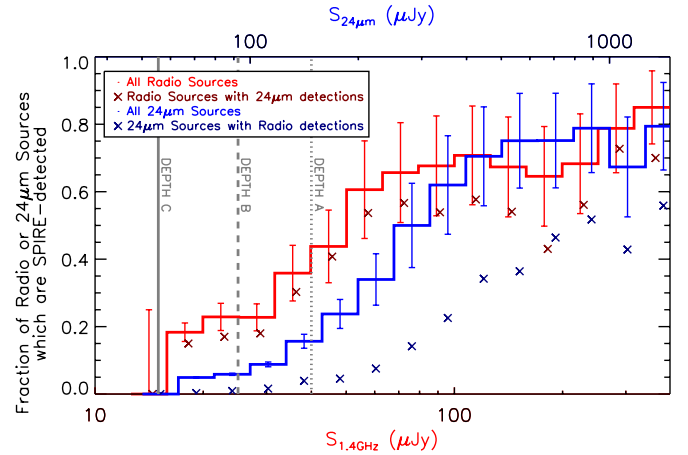 S24μm (μJy)
100 1000
1.0
0.8
0.6
0.4
0.2
0.0
Fraction of Radio or 24μm Sources
which are SPIRE-detected
All Radio Sources
Radio Sources with 24μm detections
All 24μm Sources
24μm Sources with Radio detections
DEPTH C
DEPTH B
DEPTH A
10 100
S1.4GHz (μJy)